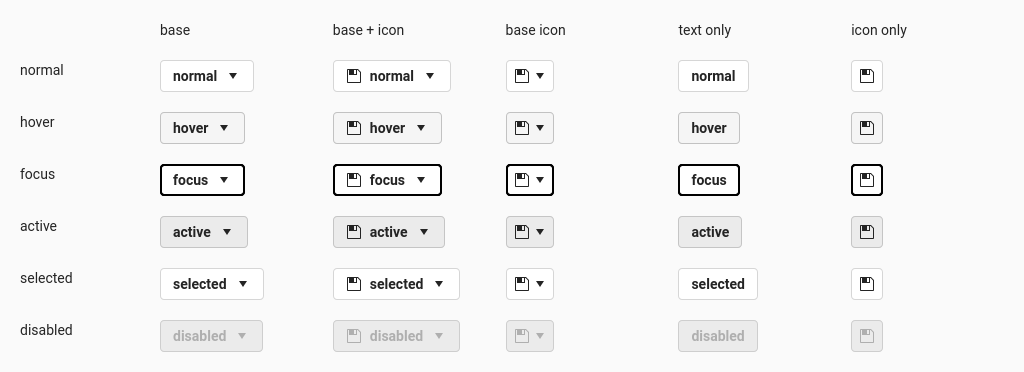 base base + icon base icon text only icon only
normal normal normal normal
hover hover hover hover
focus focus focus focus
active active active active
selected selected selected selected
disabled disabled disabled disabled